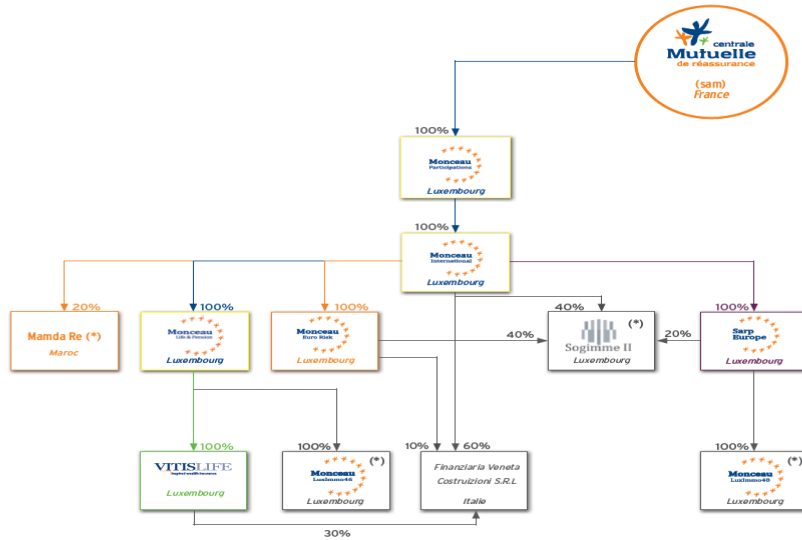 centrale
Mutuelle
de réassurance
(sam)
France
100%
Monceau
Participations
Luxembourg
100%
Monceau
International
Luxembourg
20%
100%
100%
40%
100%
Mamda Re (*)
Maroc
Monceau
Life & Pension
Luxembourg
Monceau
Euro Risk
Luxembourg
40%
(*)
Sogimme II
Luxembourg
20%
Sarp
Europe
Luxembourg
100%
100%
10%
60%
100%
VITISLIFE
Luxembourg
(*)
Monceau
LuxImmo46
Luxembourg
Finanziaria Veneta
Costruzioni S.R.L
Italie
(*)
Monceau
Luxembourg
30%